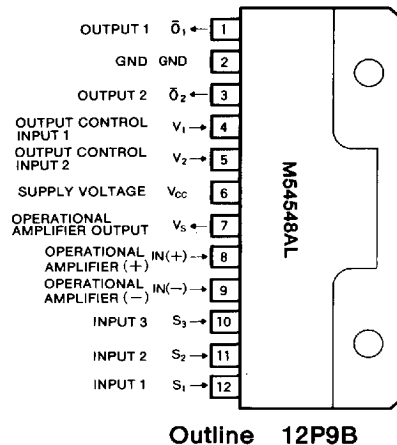 OUTPUT 1 Ō₁ 1
GND GND 2
OUTPUT 2 Ō₂ 3
OUTPUT CONTROL
INPUT 1 V₁ 4
OUTPUT CONTROL
INPUT 2 V₂ 5
SUPPLY VOLTAGE VCC 6
OPERATIONAL
AMPLIFIER OUTPUT VS 7
OPERATIONAL
AMPLIFIER (+) IN(+) 8
OPERATIONAL
AMPLIFIER (−) IN(−) 9
INPUT 3 S₃ 10
INPUT 2 S₂ 11
INPUT 1 S₁ 12
M54548AL
Outline 12P9B